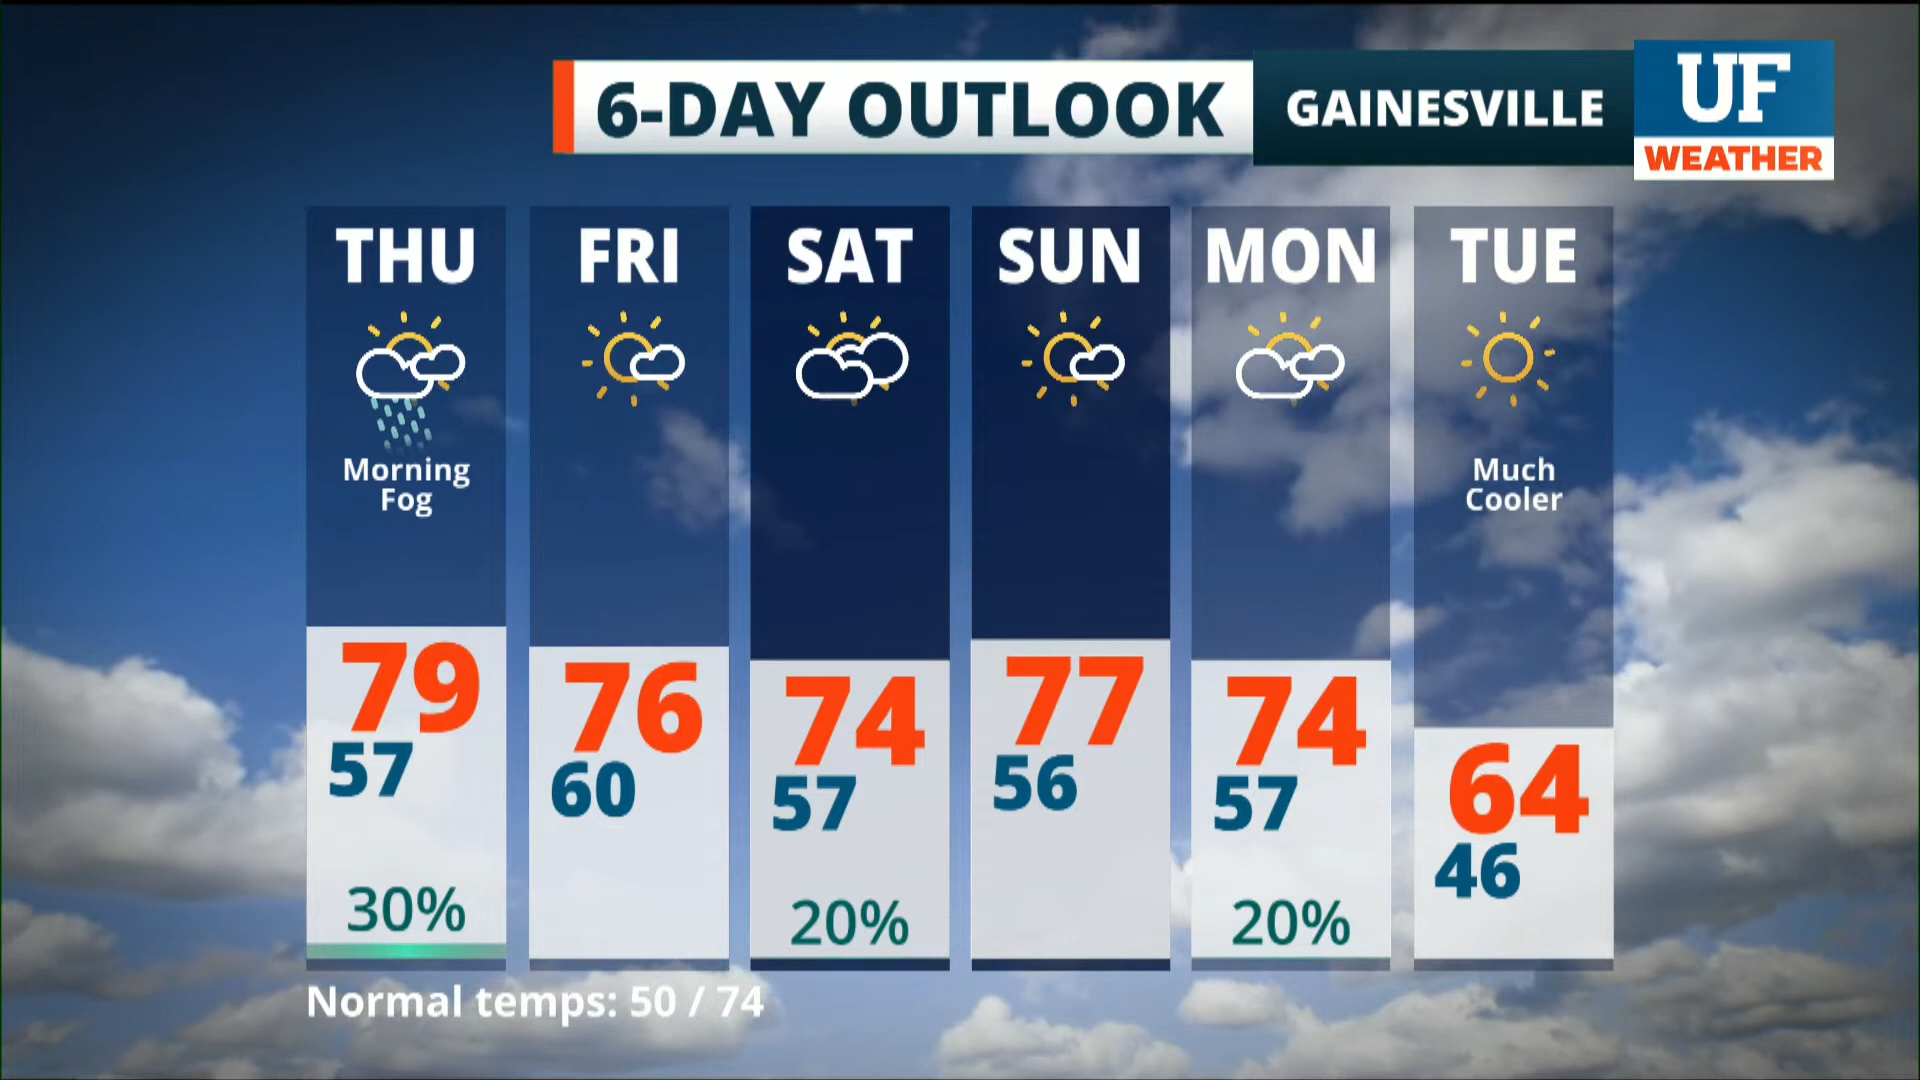 6-DAY OUTLOOK
GAINESVILLE
UF
WEATHER
THU
Morning
Fog
79
57
30%
FRI
76
60
SAT
74
57
20%
SUN
77
56
MON
74
57
20%
TUE
Much
Cooler
64
46
Normal temps: 50 / 74